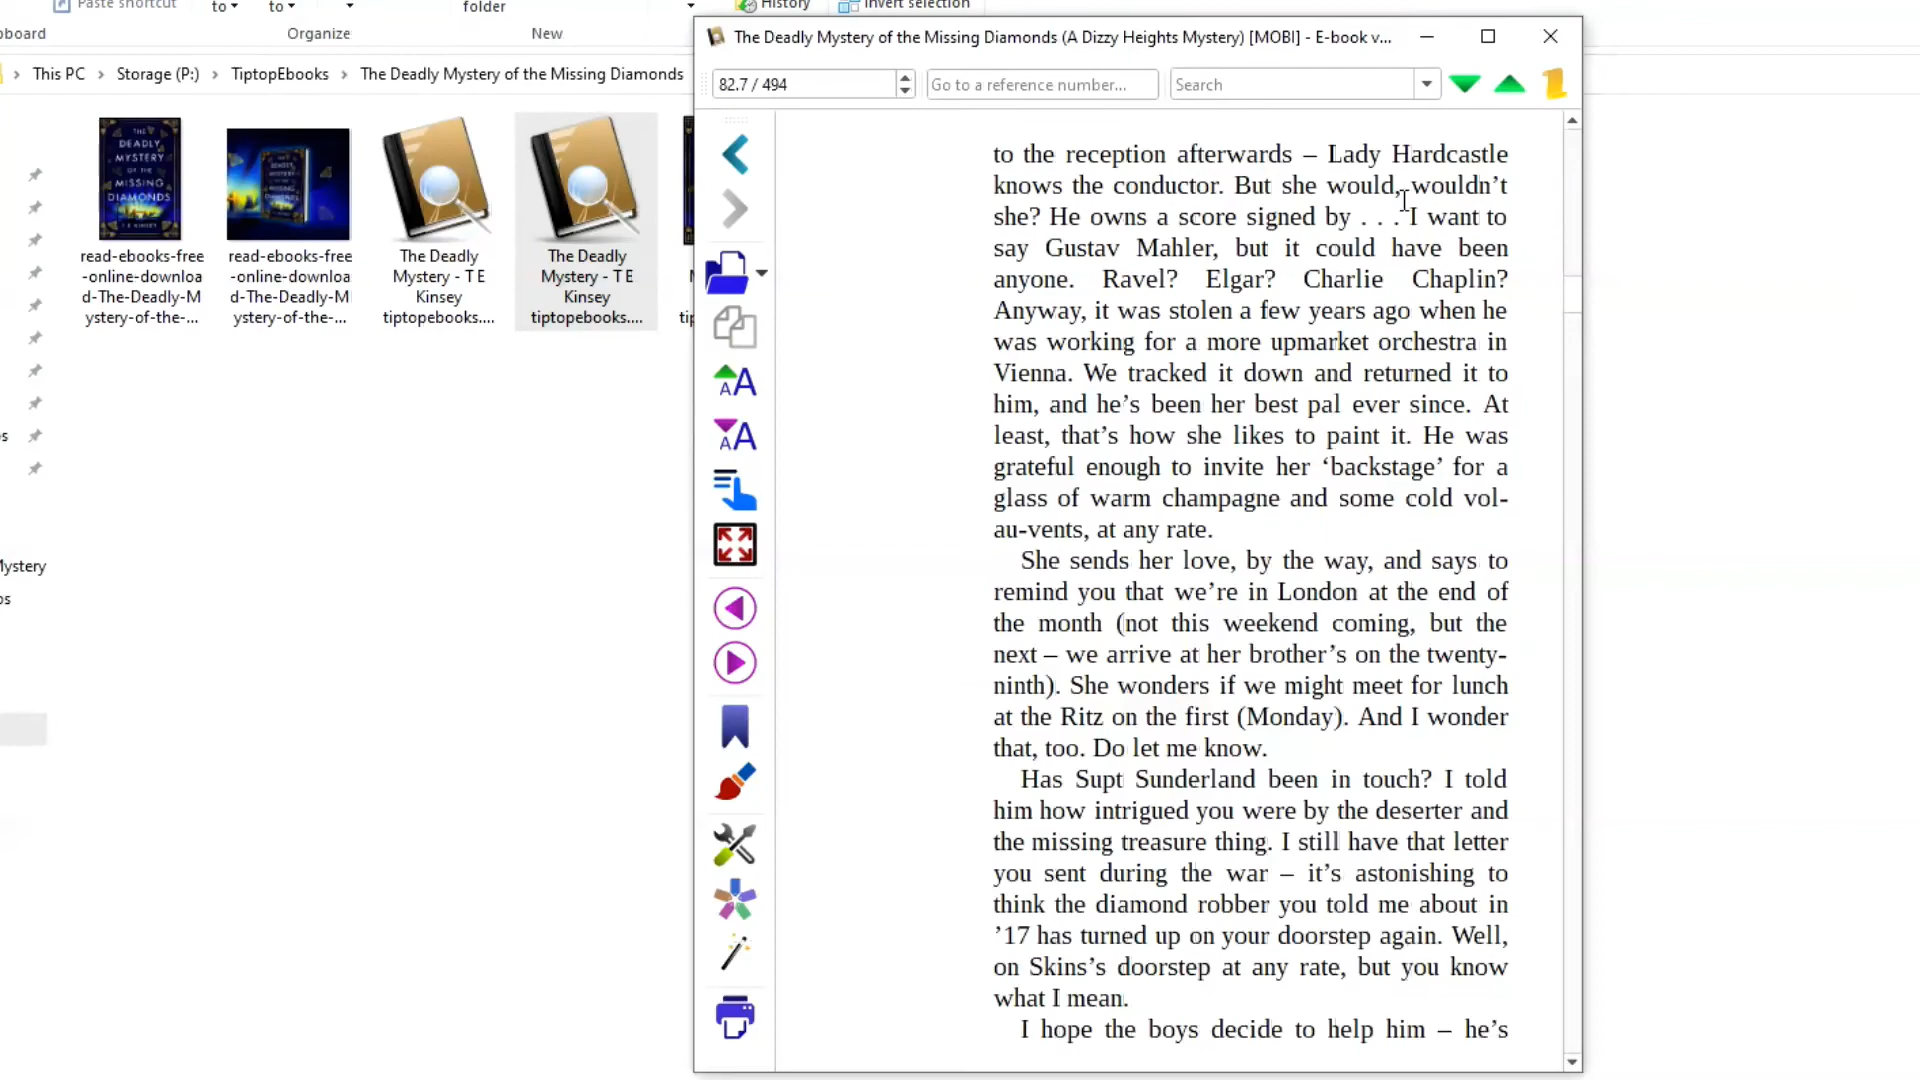 Paste shortcut
to
to
folder
History
Invert selection
board
Organize
New
This PC > Storage (P:) > TiptopEbooks > The Deadly Mystery of the Missing Diamonds
The Deadly Mystery of the Missing Diamonds (A Dizzy Heights Mystery) [MOBI] - E-book v...
82.7 / 494
Go to a reference number...
Search
THE
DEADLY
MYSTERY
OF THE
MISSING
DIAMONDS
T E KINSEY
read-ebooks-free
-online-downloa
d-The-Deadly-M
ystery-of-the-...
read-ebooks-free
-online-downloa
d-The-Deadly-M
ystery-of-the-...
The Deadly
Mystery - T E
Kinsey
tiptopebooks....
The Deadly
Mystery - T E
Kinsey
tiptopebooks....
Mystery
to the reception afterwards – Lady Hardcastle
knows the conductor. But she would, wouldn’t
she? He owns a score signed by . . . I want to
say Gustav Mahler, but it could have been
anyone. Ravel? Elgar? Charlie Chaplin?
Anyway, it was stolen a few years ago when he
was working for a more upmarket orchestra in
Vienna. We tracked it down and returned it to
him, and he’s been her best pal ever since. At
least, that’s how she likes to paint it. He was
grateful enough to invite her ‘backstage’ for a
glass of warm champagne and some cold vol-
au-vents, at any rate.
She sends her love, by the way, and says to
remind you that we’re in London at the end of
the month (not this weekend coming, but the
next – we arrive at her brother’s on the twenty-
ninth). She wonders if we might meet for lunch
at the Ritz on the first (Monday). And I wonder
that, too. Do let me know.
Has Supt Sunderland been in touch? I told
him how intrigued you were by the deserter and
the missing treasure thing. I still have that letter
you sent during the war – it’s astonishing to
think the diamond robber you told me about in
’17 has turned up on your doorstep again. Well,
on Skins’s doorstep at any rate, but you know
what I mean.
I hope the boys decide to help him – he’s